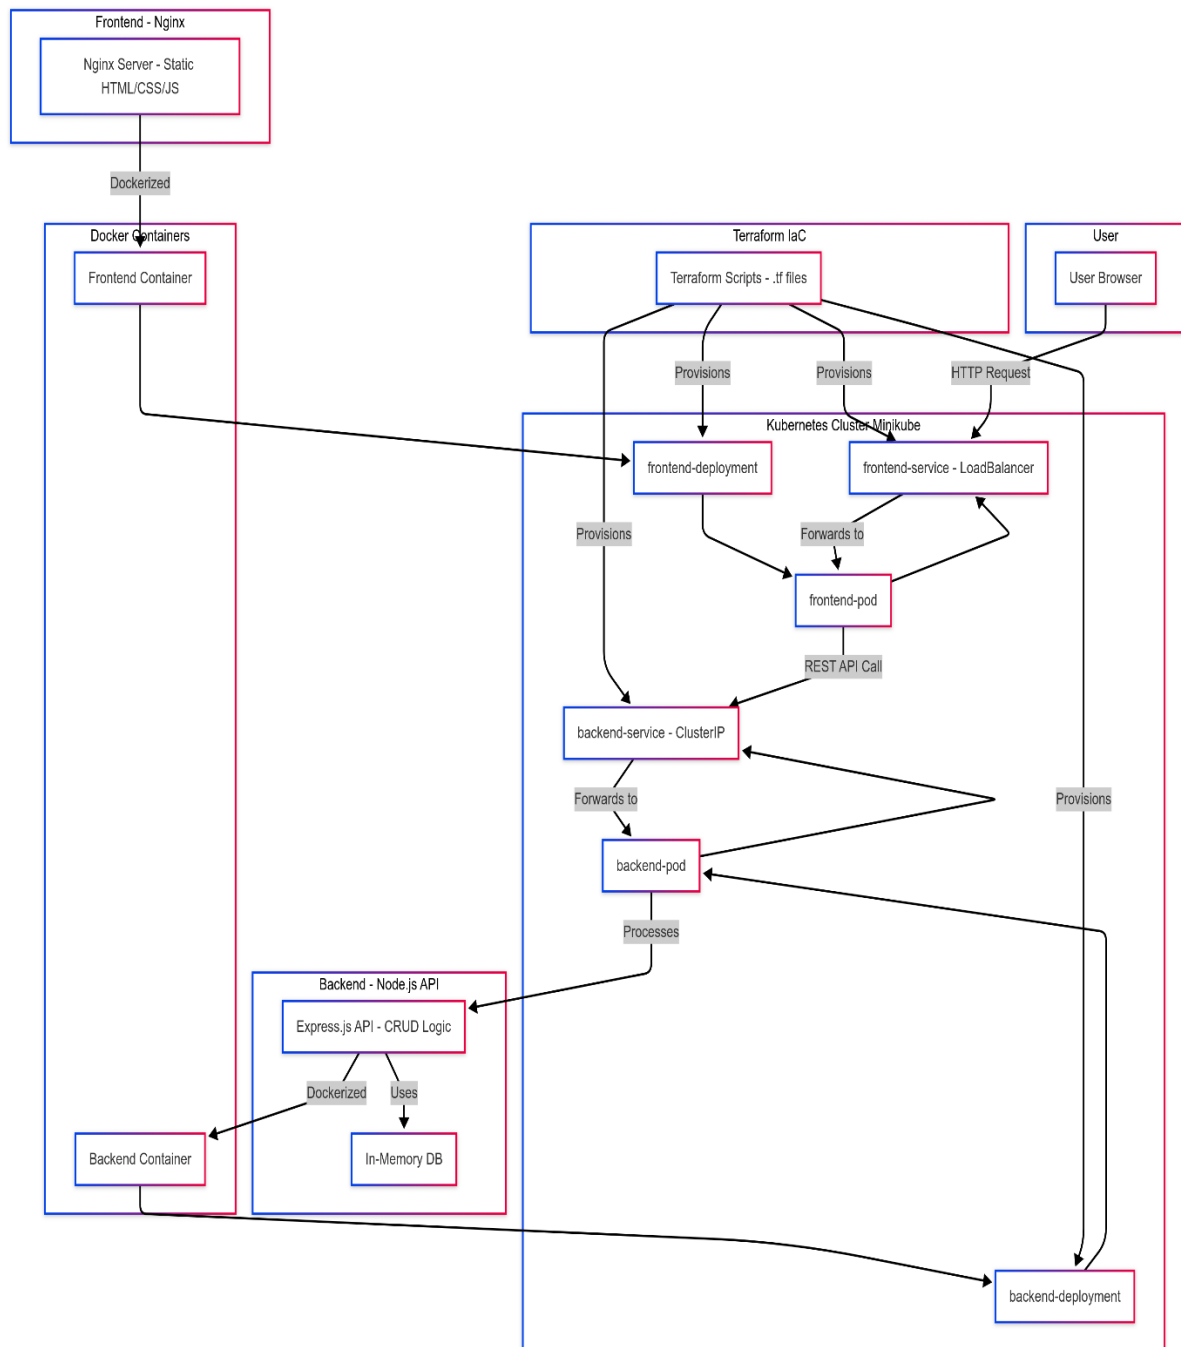 Frontend - Nginx
Nginx Server - Static
HTML/CSS/JS
Dockerized
Docker Containers
Frontend Container
Terraform IaC
Terraform Scripts - .tf files
User
User Browser
Provisions
Provisions
HTTP Request
Kubernetes Cluster Minikube
frontend-deployment
frontend-service - LoadBalancer
Provisions
Forwards to
frontend-pod
REST API Call
backend-service - ClusterIP
Forwards to
Provisions
backend-pod
Processes
Backend - Node.js API
Express.js API - CRUD Logic
Dockerized
Uses
Backend Container
In-Memory DB
backend-deployment